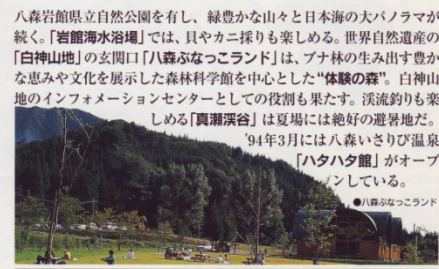 八森岩館県立自然公園を有し、緑豊かな山々と日本海の大パノラマが
続く。「岩館海水浴場」では、貝やカニ採りも楽しめる。世界自然遺産の
「白神山地」の玄関口「八森ぶなっこランド」は、ブナ林の生み出す豊か
な恵みや文化を展示した森林科学館を中心とした“体験の森”。白神山
地のインフォメーションセンターとしての役割も果たす。渓流釣りも楽
しめる「真瀬渓谷」は夏場には絶好の避暑地だ。
'94年3月には八森いさりび温泉
「ハタハタ館」がオープ
ンしている。
●八森ぶなっこランド